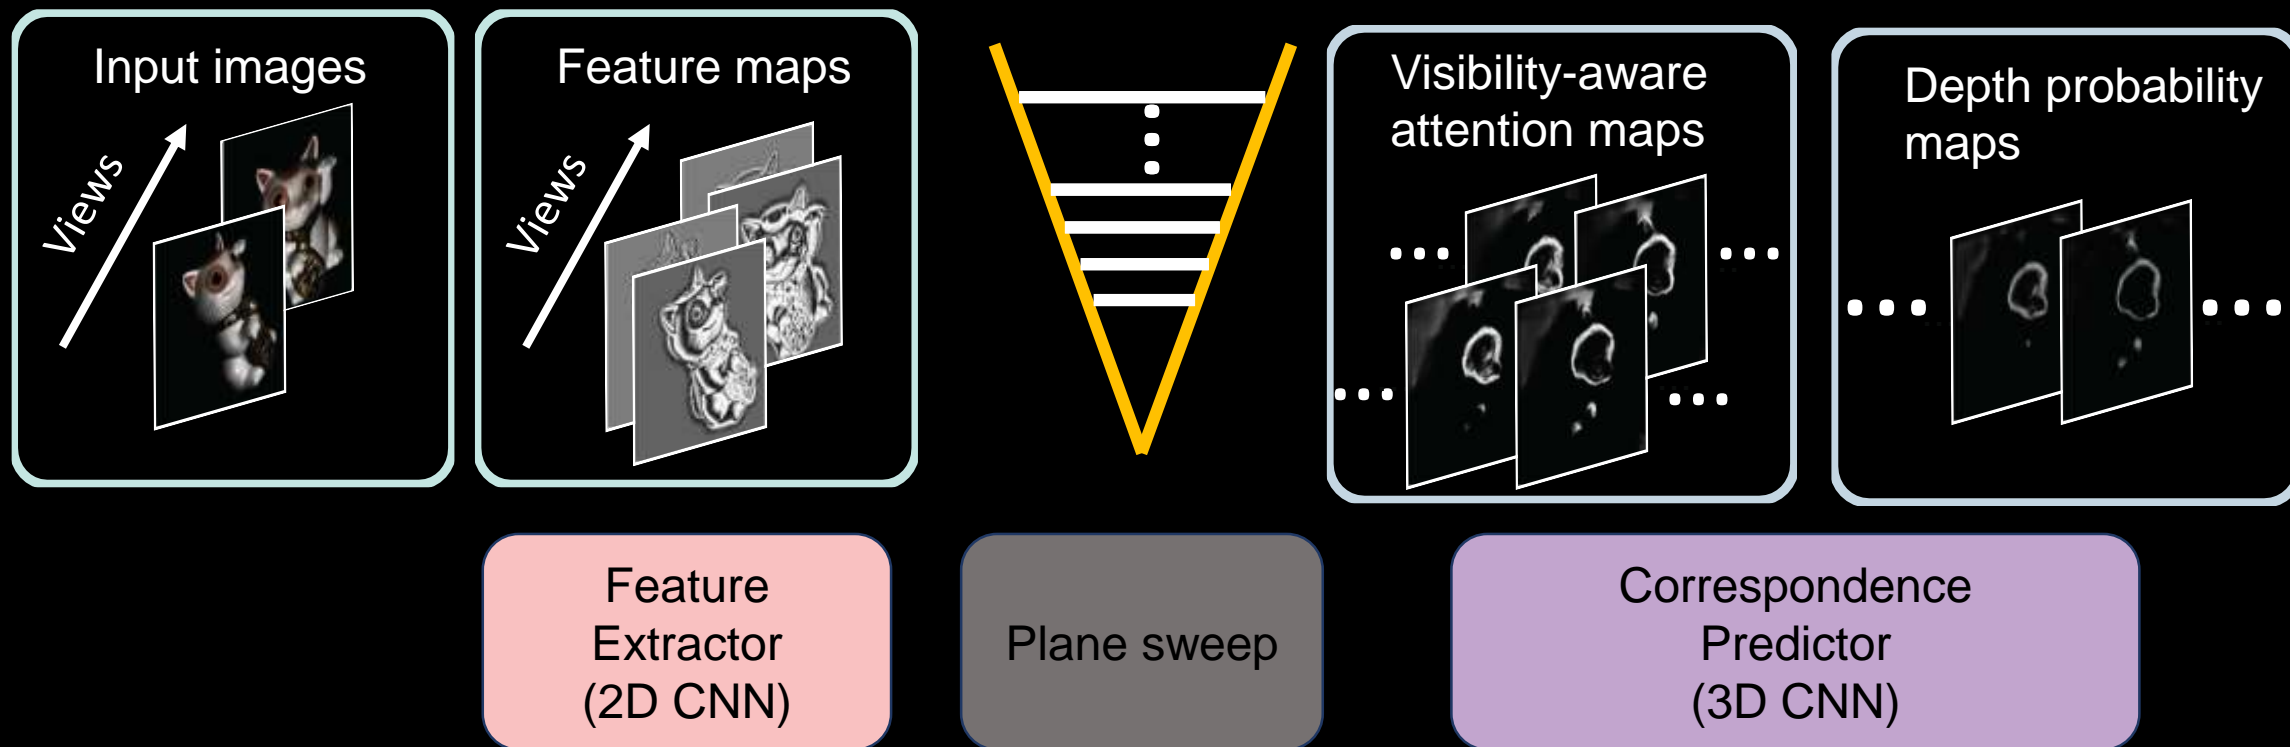 Input images
Views
Feature maps
Views
Visibility-aware
attention maps
Depth probability
maps
Feature
Extractor
(2D CNN)
Plane sweep
Correspondence
Predictor
(3D CNN)